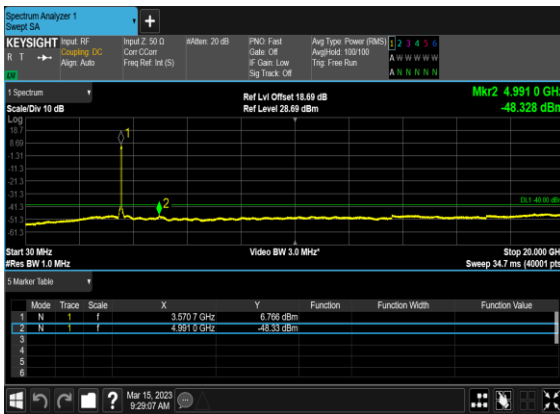 Spectrum Analyzer 1
Swept SA
+
KEYSIGHT Input: RF Input Z: 50 Ω #Atten: 20 dB PNO: Fast Avg Type: Power (RMS) 1 2 3 4 5 6
R T Coupling: DC Corr CCorr Gate: Off Avg|Hold: 100/100 A W W W W W
Align: Auto Freq Ref: Int (S) IF Gain: Low Trig: Free Run
LV Sig Track: Off A N N N N N
1 Spectrum Ref Lvl Offset 18.69 dB Mkr2 4.991 0 GHz
Scale/Div 10 dB Ref Level 28.69 dBm -48.328 dBm
Log
18.7
8.69
-1.31
-11.3
-21.3
-31.3
-41.3
-51.3
-61.3
1
2
DL1 -40.00 dBm
Start 30 MHz Video BW 3.0 MHz* Stop 20.000 GHz
#Res BW 1.0 MHz Sweep 34.7 ms (40001 pts)
5 Marker Table
Mode Trace Scale X Y Function Function Width Function Value
1 N 1 f 3.570 7 GHz 6.766 dBm
2 N 1 f 4.991 0 GHz -48.33 dBm
3
4
5
6
? Mar 15, 2023
9:29:07 AM